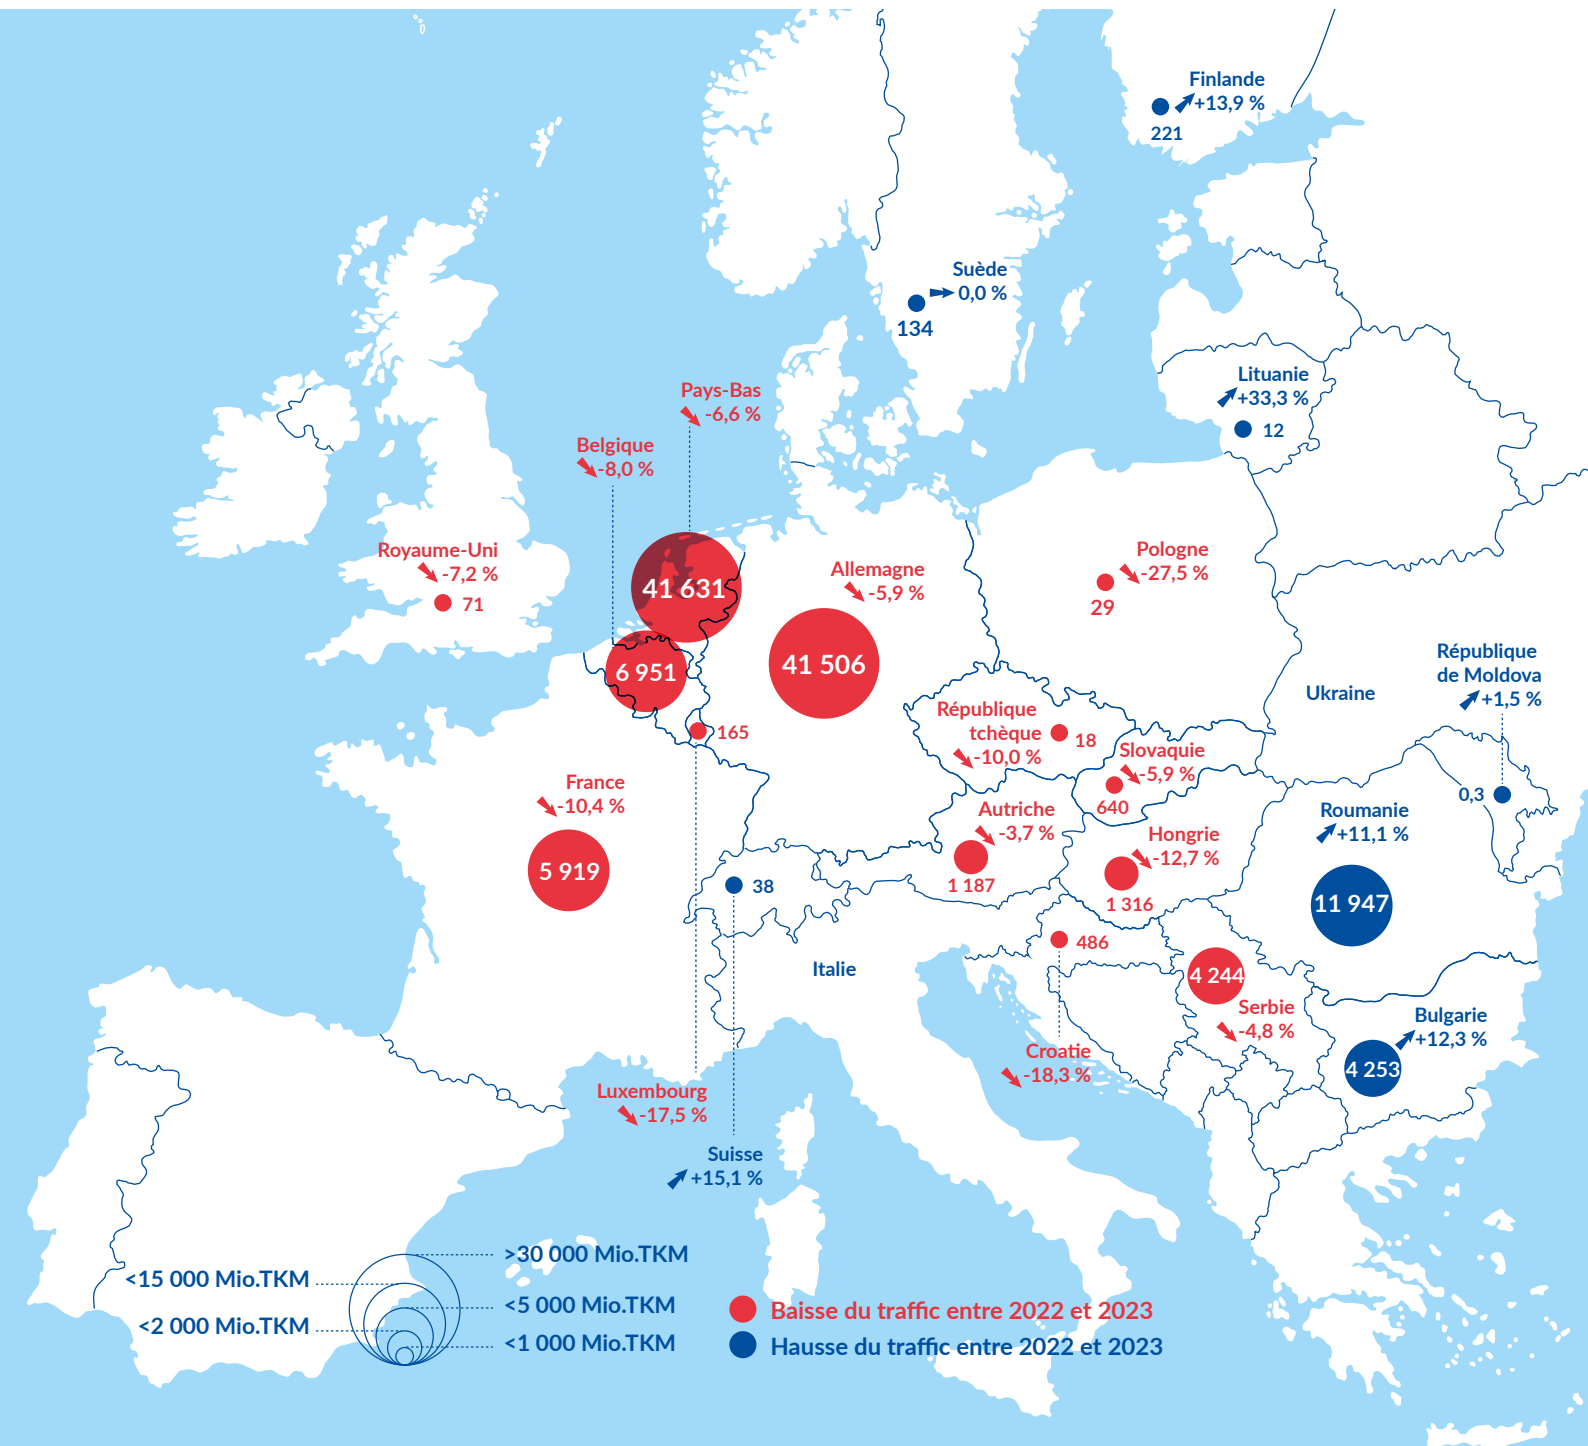 Finlande
+13,9 %
221
Suède
0,0 %
134
Lituanie
+33,3 %
12
Pays-Bas
-6,6 %
41 631
Belgique
-8,0 %
6 951
Royaume-Uni
-7,2 %
71
Allemagne
-5,9 %
41 506
Pologne
-27,5 %
29
République
de Moldova
+1,5 %
0,3
Ukraine
République
tchèque
-10,0 %
18
Slovaquie
-5,9 %
640
165
France
-10,4 %
5 919
Autriche
-3,7 %
1 187
Hongrie
-12,7 %
1 316
Roumanie
+11,1 %
11 947
38
486
Italie
4 244
Serbie
-4,8 %
Bulgarie
+12,3 %
4 253
Croatie
-18,3 %
Luxembourg
-17,5 %
Suisse
+15,1 %
>30 000 Mio.TKM
<15 000 Mio.TKM
<5 000 Mio.TKM
<2 000 Mio.TKM
<1 000 Mio.TKM
Baisse du traffic entre 2022 et 2023
Hausse du traffic entre 2022 et 2023